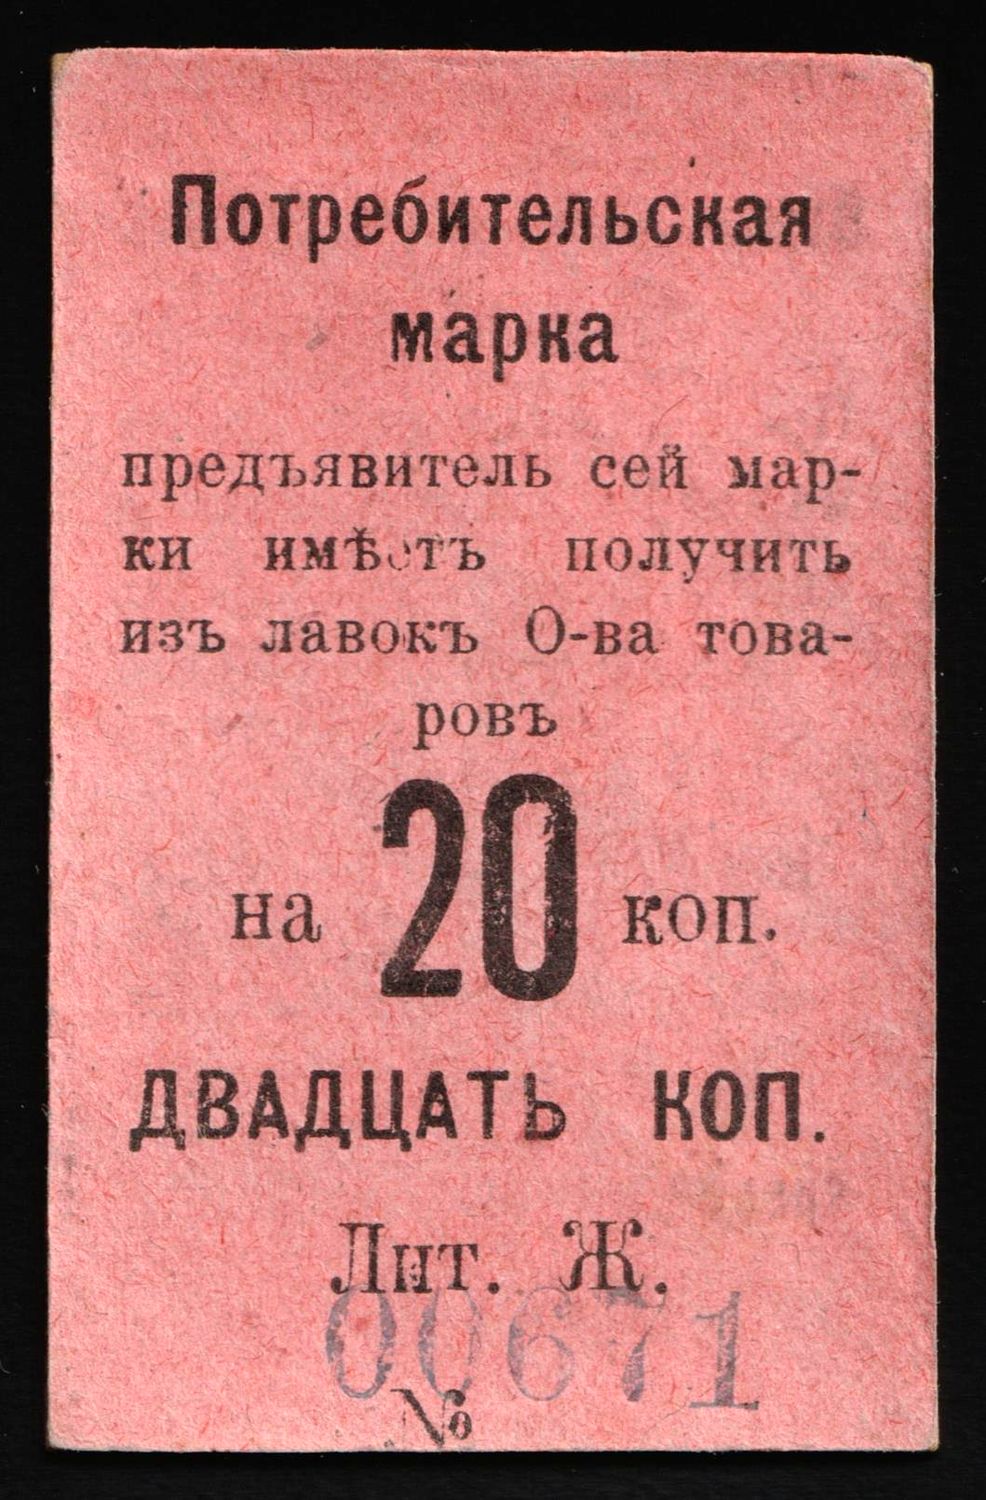 Потребительская
марка
предъявитель сей мар-
ки имѣетъ получить
изъ лавокъ О-ва това-
ровъ
на 20 коп.
ДВАДЦАТЬ КОП.
Лит. Ж.
00671
№